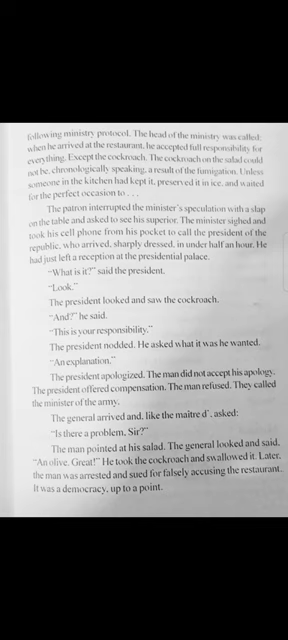 following ministry protocol. The head of the ministry was called:
when he arrived at the restaurant, he accepted full responsibility for
everything. Except the cockroach. The cockroach on the salad could
not be, chronologically speaking, a result of the fumigation. Unless
someone in the kitchen had kept it, preserved it in ice, and waited
for the perfect occasion to . . .
The patron interrupted the minister's speculation with a slap
on the table and asked to see his superior. The minister sighed and
took his cell phone from his pocket to call the president of the
republic, who arrived, sharply dressed, in under half an hour. He
had just left a reception at the presidential palace.
"What is it?" said the president.
"Look."
The president looked and saw the cockroach.
"And?" he said.
"This is your responsibility."
The president nodded. He asked what it was he wanted.
"An explanation."
The president apologized. The man did not accept his apology.
The president offered compensation. The man refused. They called
the minister of the army.
The general arrived and, like the maitre d', asked:
"Is there a problem, Sir?"
The man pointed at his salad. The general looked and said,
"An olive. Great!" He took the cockroach and swallowed it. Later,
the man was arrested and sued for falsely accusing the restaurant.
It was a democracy, up to a point.